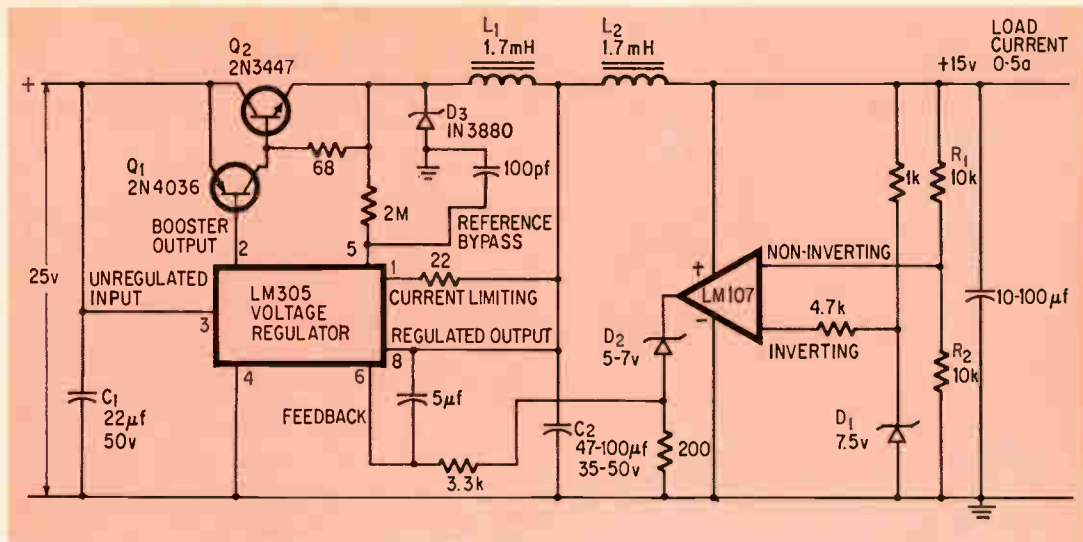 Q2
2N3447
L1
1.7mH
L2
1.7mH
LOAD
CURRENT
0-5a
+15v
+
D3
IN3880
68
100pf
1k
R1
10k
Q1
2N4036
2M
REFERENCE
BYPASS
BOOSTER
OUTPUT
2
5
NON-INVERTING
25v
UNREGULATED
INPUT
1
22
CURRENT LIMITING
LM305
VOLTAGE
REGULATOR
+
LM107
-
4.7k
10-100µf
3
REGULATED OUTPUT
8
D2
5-7v
INVERTING
R2
10k
4
6
C1
22µf
50v
FEEDBACK
5µf
C2
47-100µf
35-50v
200
D1
7.5v
3.3k